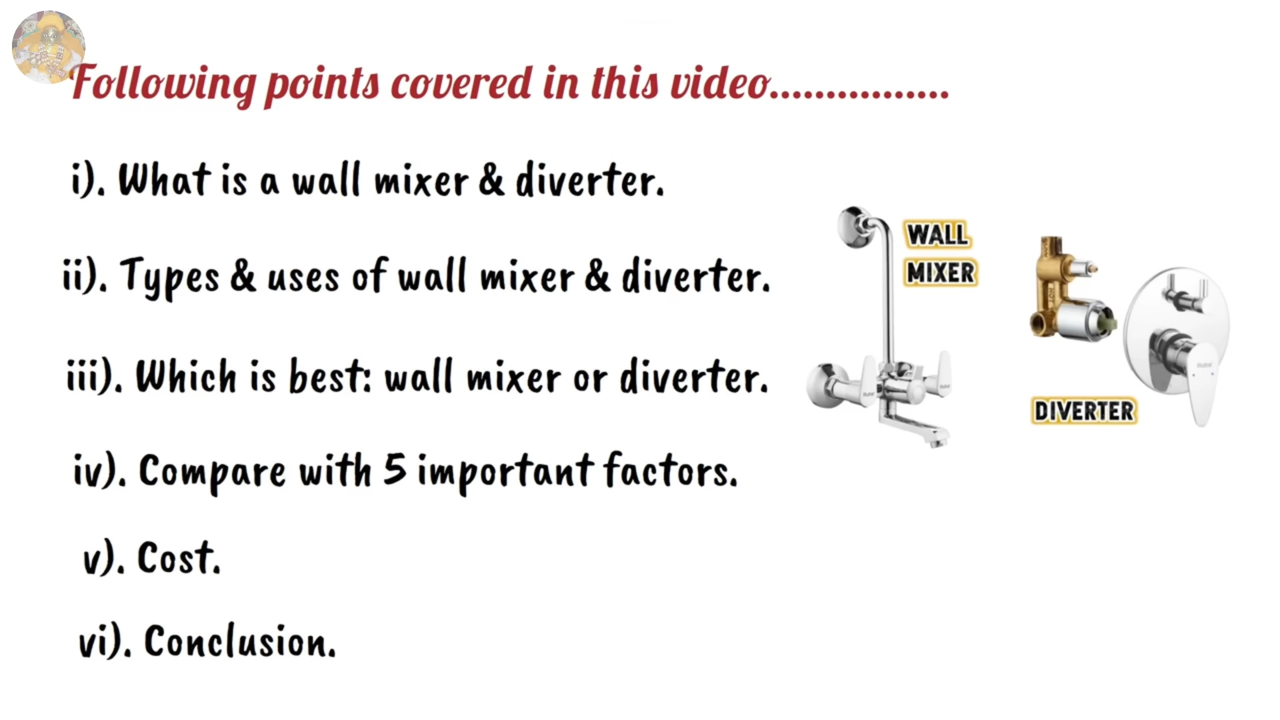 Following points covered in this video................
i). What is a wall mixer & diverter.
ii). Types & uses of wall mixer & diverter.
iii). Which is best: wall mixer or diverter.
iv). Compare with 5 important factors.
v). Cost.
vi). Conclusion.
WALL
MIXER
DIVERTER